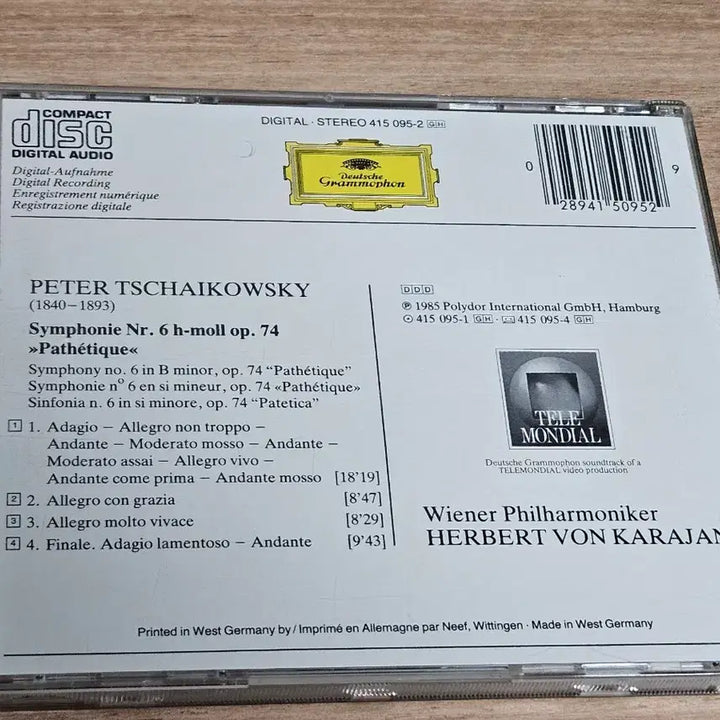 COMPACT
disc
DIGITAL AUDIO
DIGITAL · STEREO 415 095-2 GH
Digital-Aufnahme
Digital Recording
Enregistrement numérique
Registrazione digitale
Deutsche
Grammophon
0 28941 50952 9
PETER TSCHAIKOWSKY
(1840–1893)
Symphonie Nr. 6 h-moll op. 74
»Pathétique«
Symphony no. 6 in B minor, op. 74 “Pathétique”
Symphonie nº 6 en si mineur, op. 74 «Pathétique»
Sinfonia n. 6 in si minore, op. 74 “Patetica”
1 1. Adagio – Allegro non troppo –
Andante – Moderato mosso – Andante –
Moderato assai – Allegro vivo –
Andante come prima – Andante mosso [18'19]
2 2. Allegro con grazia [8'47]
3 3. Allegro molto vivace [8'29]
4 4. Finale. Adagio lamentoso – Andante [9'43]
DDD
℗ 1985 Polydor International GmbH, Hamburg
415 095-1 GH · 415 095-4 GH
TELE
MONDIAL
Deutsche Grammophon soundtrack of a
TELEMONDIAL video production
Wiener Philharmoniker
HERBERT VON KARAJAN
Printed in West Germany by / Imprimé en Allemagne par Neef, Wittingen · Made in West Germany